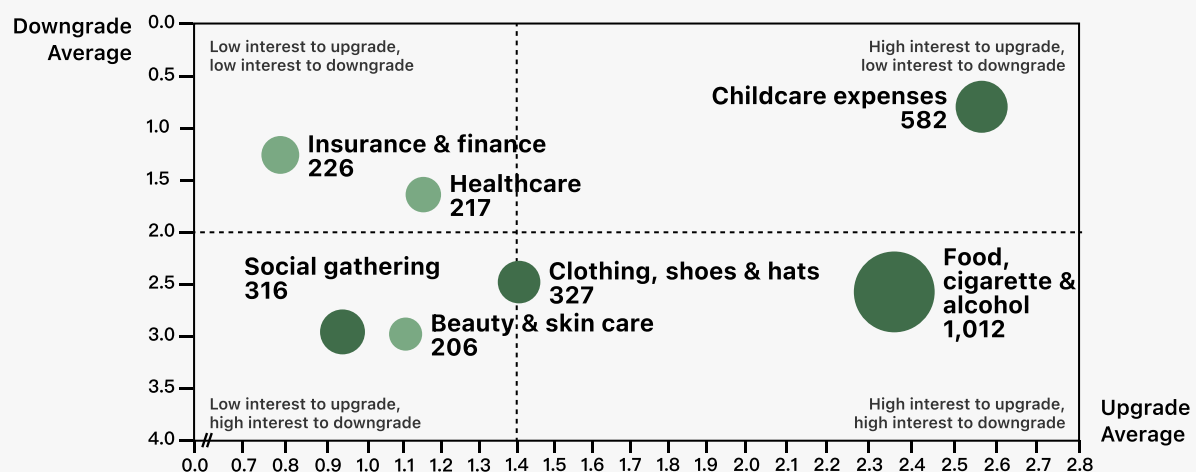 Downgrade
Average
0.0
0.5
1.0
1.5
2.0
2.5
3.0
3.5
4.0
Low interest to upgrade,
low interest to downgrade
High interest to upgrade,
low interest to downgrade
Childcare expenses
582
Insurance & finance
226
Healthcare
217
Social gathering
316
Clothing, shoes & hats
327
Food,
cigarette &
alcohol
1,012
Beauty & skin care
206
Low interest to upgrade,
high interest to downgrade
High interest to upgrade,
high interest to downgrade
Upgrade
Average
0.0 0.7 0.8 0.9 1.0 1.1 1.2 1.3 1.4 1.5 1.6 1.7 1.8 1.9 2.0 2.1 2.2 2.3 2.4 2.5 2.6 2.7 2.8